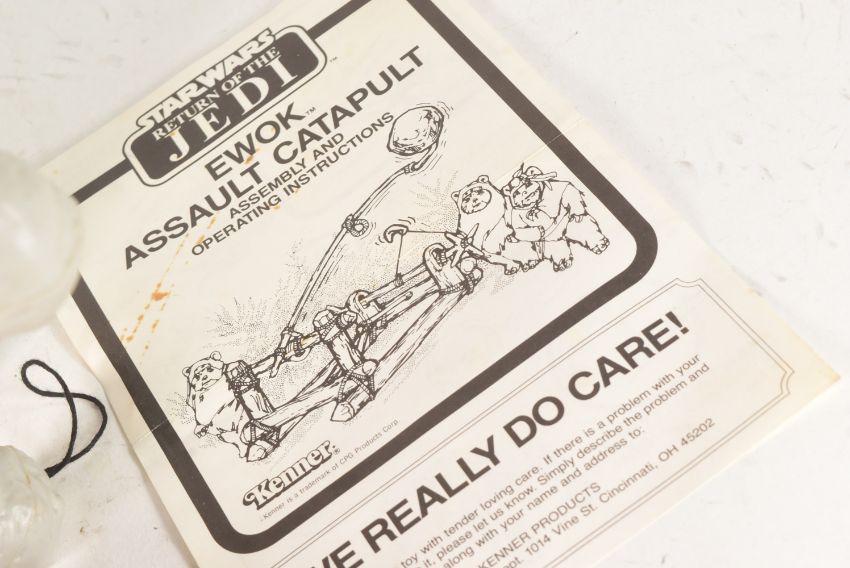 STAR WARS
RETURN OF THE
JEDI™
EWOK™
ASSAULT CATAPULT
ASSEMBLY AND
OPERATING INSTRUCTIONS
Kenner®
Kenner is a trademark of CPG Products Corp.
VE REALLY DO CARE!
toy with tender loving care. If there is a problem with your
it, please let us know. Simply describe the problem and
along with your name and address to:
KENNER PRODUCTS
ept. 1014 Vine St. Cincinnati, OH 45202